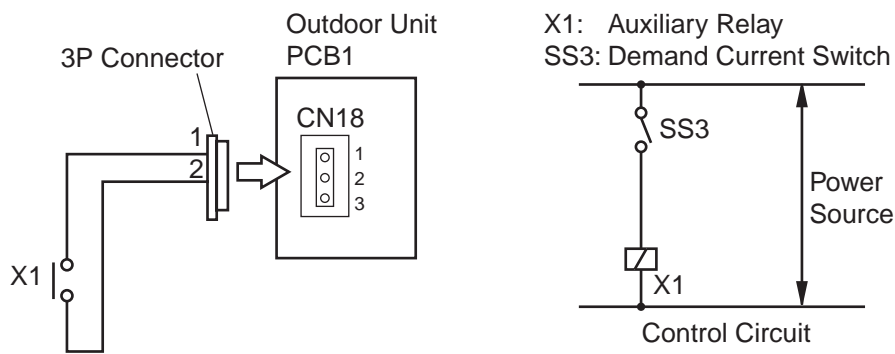 3P Connector
Outdoor Unit
PCB1
CN18
1
2
1
2
3
X1
X1: Auxiliary Relay
SS3: Demand Current Switch
SS3
Power
Source
X1
Control Circuit